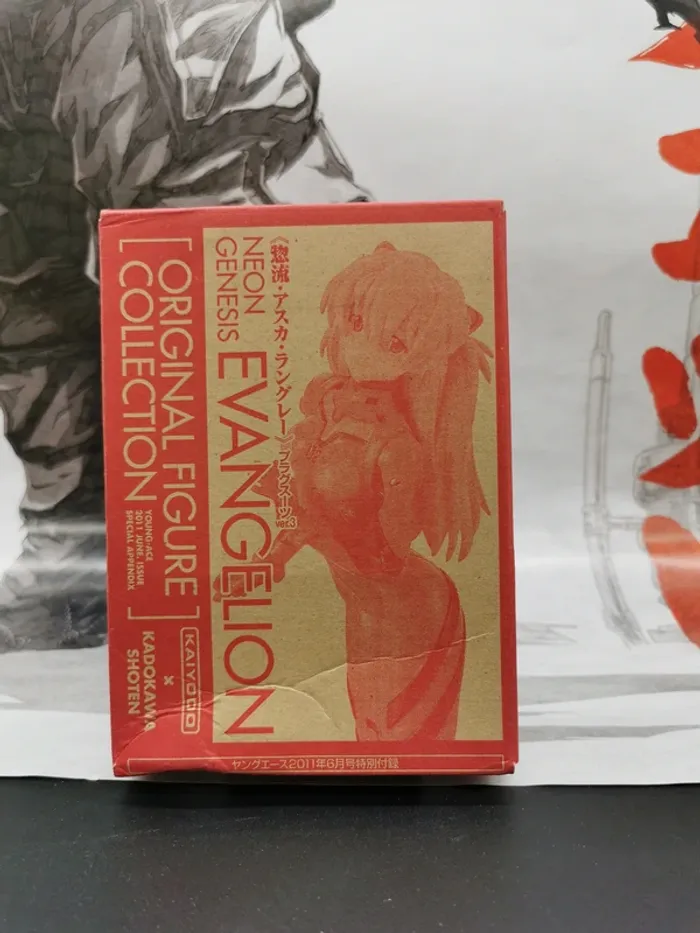 《惣流・アスカ・ラングレー》プラグスーツver.3
NEON
GENESIS
EVANGELION
[ORIGINAL FIGURE
COLLECTION]
YOUNG-ACE
2011 JUNE. ISSUE
SPECIAL APPENDIX
KAIYODO
×
KADOKAWA
SHOTEN
ヤングエース2011年6月号特別付録